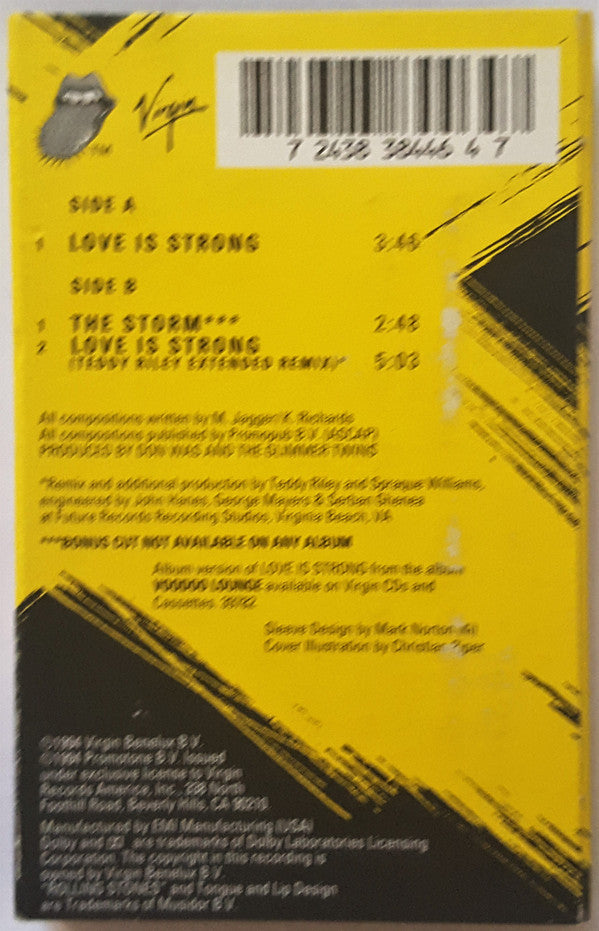 Virgin
TM
7 24383 84464 7
SIDE A
1 LOVE IS STRONG 3:46
SIDE B
1 THE STORM*** 2:48
2 LOVE IS STRONG
(TEDDY RILEY EXTENDED REMIX)* 5:03
All compositions written by M. Jagger/K. Richards
All compositions published by Promopub B.V. (ASCAP)
PRODUCED BY DON WAS AND THE GLIMMER TWINS
*Remix and additional production by Teddy Riley and Sprague Williams,
engineered by John Hanes, George Mayers & Serban Ghenea
at Future Records Recording Studios, Virginia Beach, VA
***BONUS CUT NOT AVAILABLE ON ANY ALBUM
Album version of LOVE IS STRONG from the album
VOODOO LOUNGE available on Virgin CDs and
Cassettes.
Sleeve Design by Mark Norton
Cover Illustration by Christian Piper
©1994 Virgin Benelux B.V.
1994 Promotone B.V. Issued
under exclusive license to Virgin
Records America, Inc., 338 North
Foothill Road, Beverly Hills, CA 90210
Manufactured by EMI Manufacturing (USA)
Dolby and are trademarks of Dolby Laboratories Licensing
Corporation. The copyright in this recording is
owned by Virgin Benelux B.V.
"ROLLING STONES" and Tongue and Lip Design
are Trademarks of Musidor B.V.